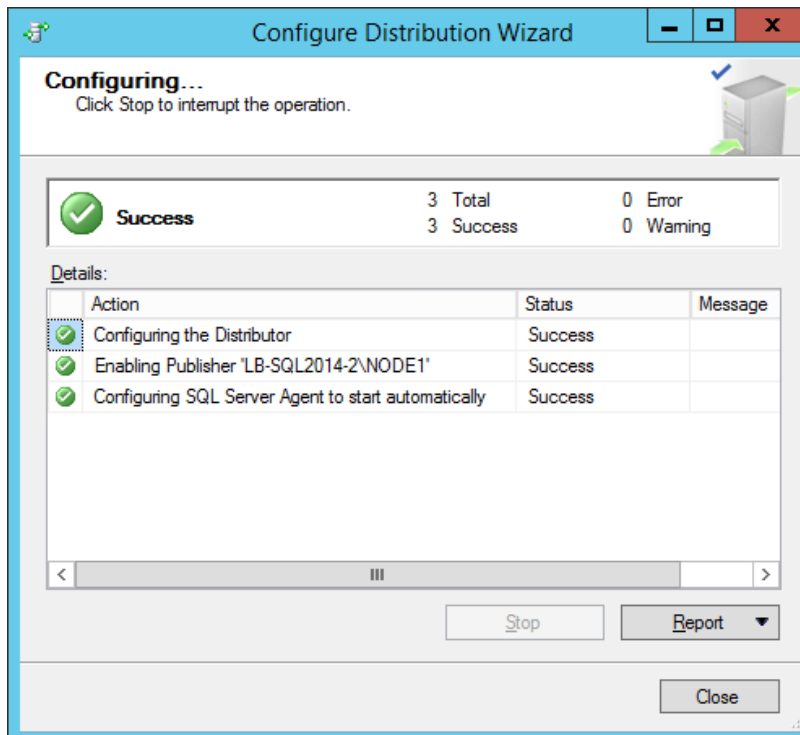 Configure Distribution Wizard
Configuring...
Click Stop to interrupt the operation.
Success
3 Total 0 Error
3 Success 0 Warning
Details:
Action Status Message
Configuring the Distributor Success
Enabling Publisher 'LB-SQL2014-2\NODE1' Success
Configuring SQL Server Agent to start automatically Success
Stop Report
Close